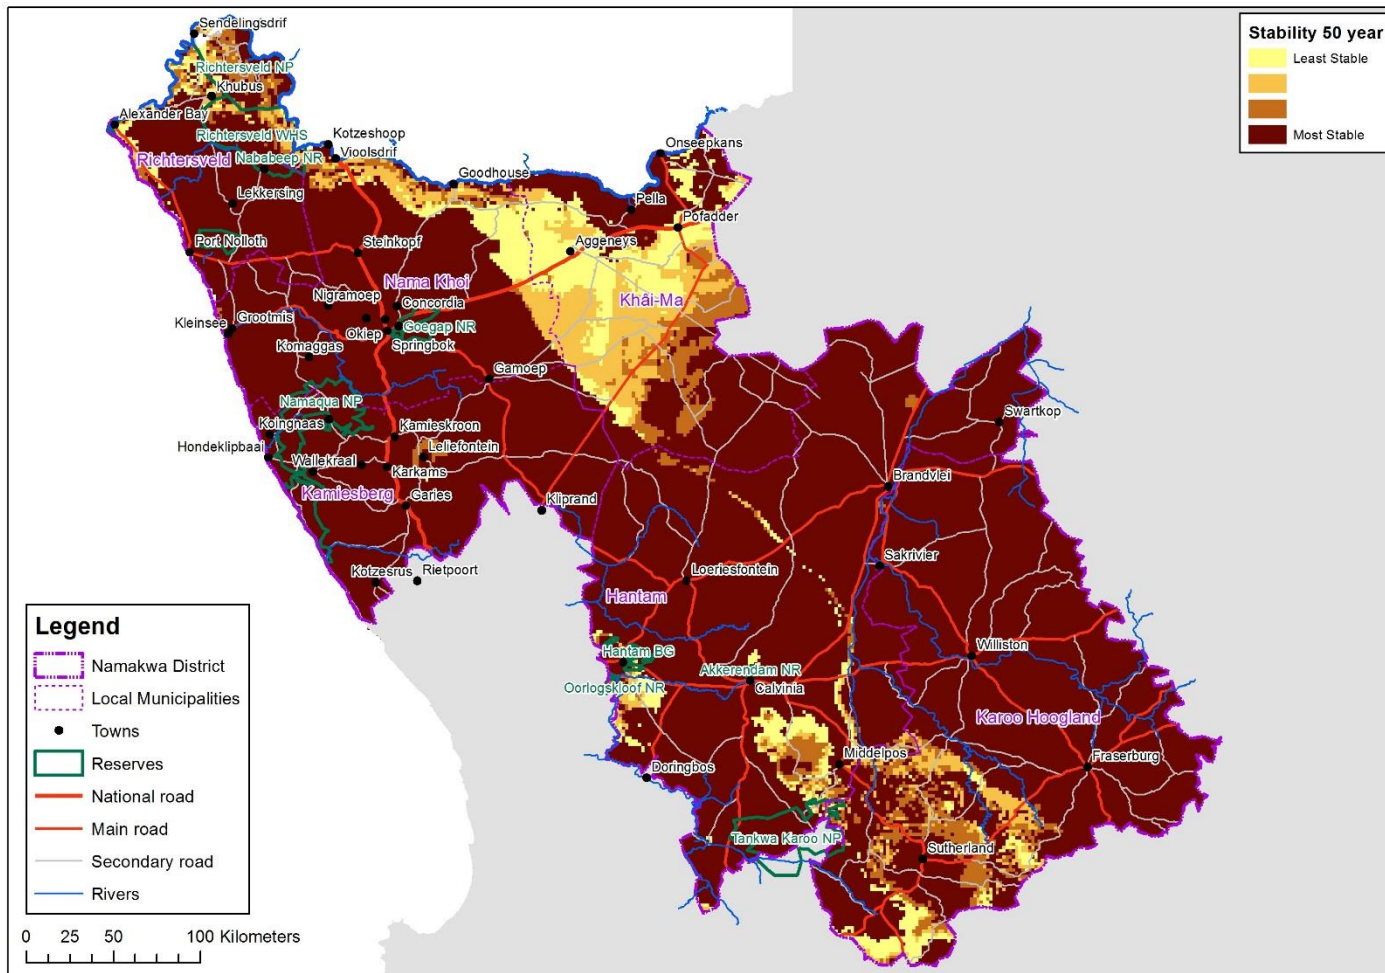 Stability 50 year
Least Stable
Most Stable
Sendelingsdrif
Richtersveld NP
Khubus
Alexander Bay
Richtersveld WHS
Kotzeshoop
Vioolsdrif
Richtersveld
Nababeep NR
Onseepkans
Goodhouse
Lekkersing
Pella
Pofadder
Port Nolloth
Steinkopf
Aggeneys
Nama Khoi
Khâi-Ma
Nigramoep
Concordia
Kleinsee
Grootmis
Okiep
Goegap NR
Springbok
Komaggas
Gamoep
Namaqua NP
Koingnaas
Kamieskroon
Swartkop
Hondeklipbaai
Leliefontein
Wallekraal
Karkams
Kamiesberg
Garies
Kliprand
Brandvlei
Kotzesrus
Rietpoort
Loeriesfontein
Sakrivier
Hantam
Hantam BG
Akkerendam NR
Williston
Oorlogskloof NR
Calvinia
Karoo Hoogland
Middelpos
Fraserburg
Doringbos
Tankwa Karoo NP
Sutherland
Legend
Namakwa District
Local Municipalities
Towns
Reserves
National road
Main road
Secondary road
Rivers
0 25 50 100 Kilometers